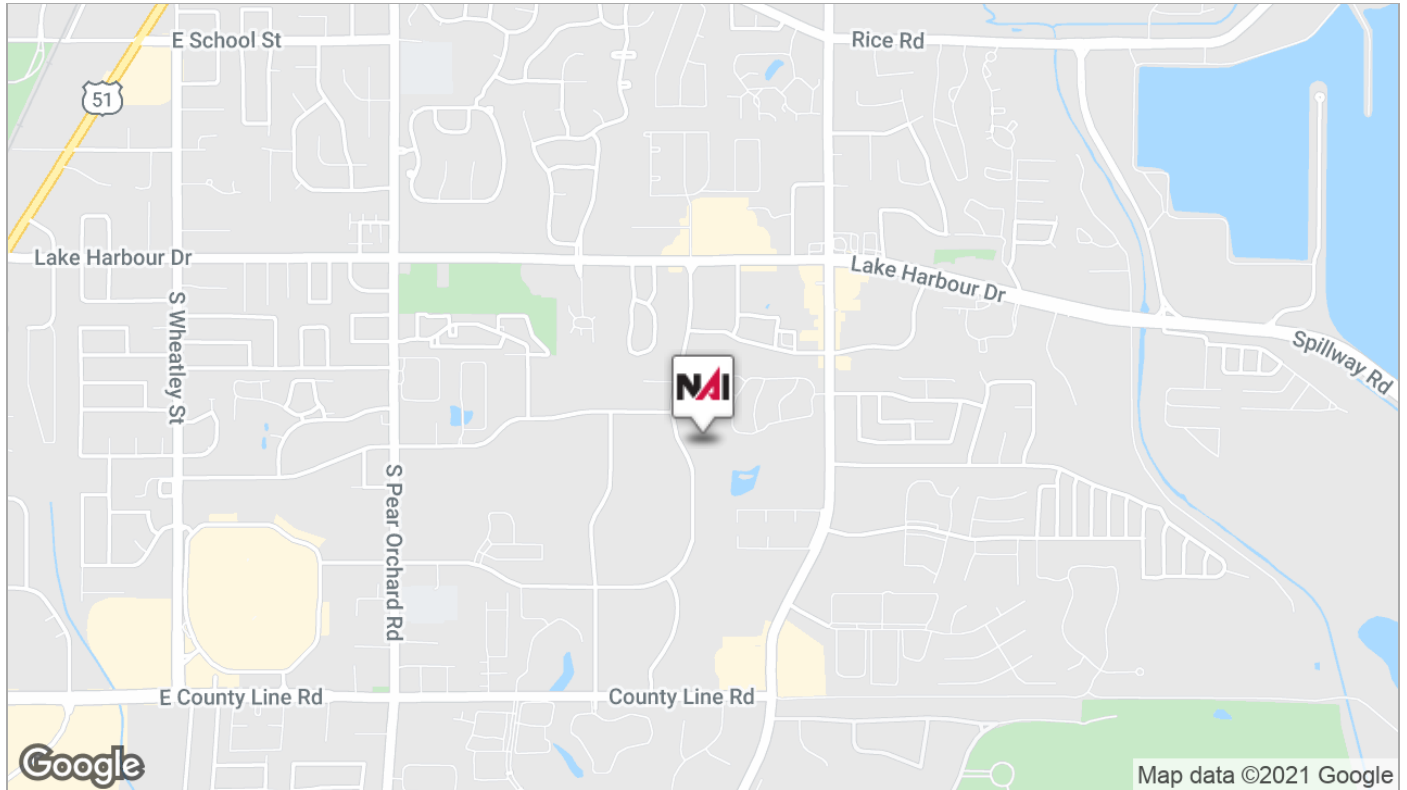 E School St
Rice Rd
51
Lake Harbour Dr
Lake Harbour Dr
S Wheatley St
Spillway Rd
NAI
S Pear Orchard Rd
E County Line Rd
County Line Rd
Google
Map data ©2021 Google